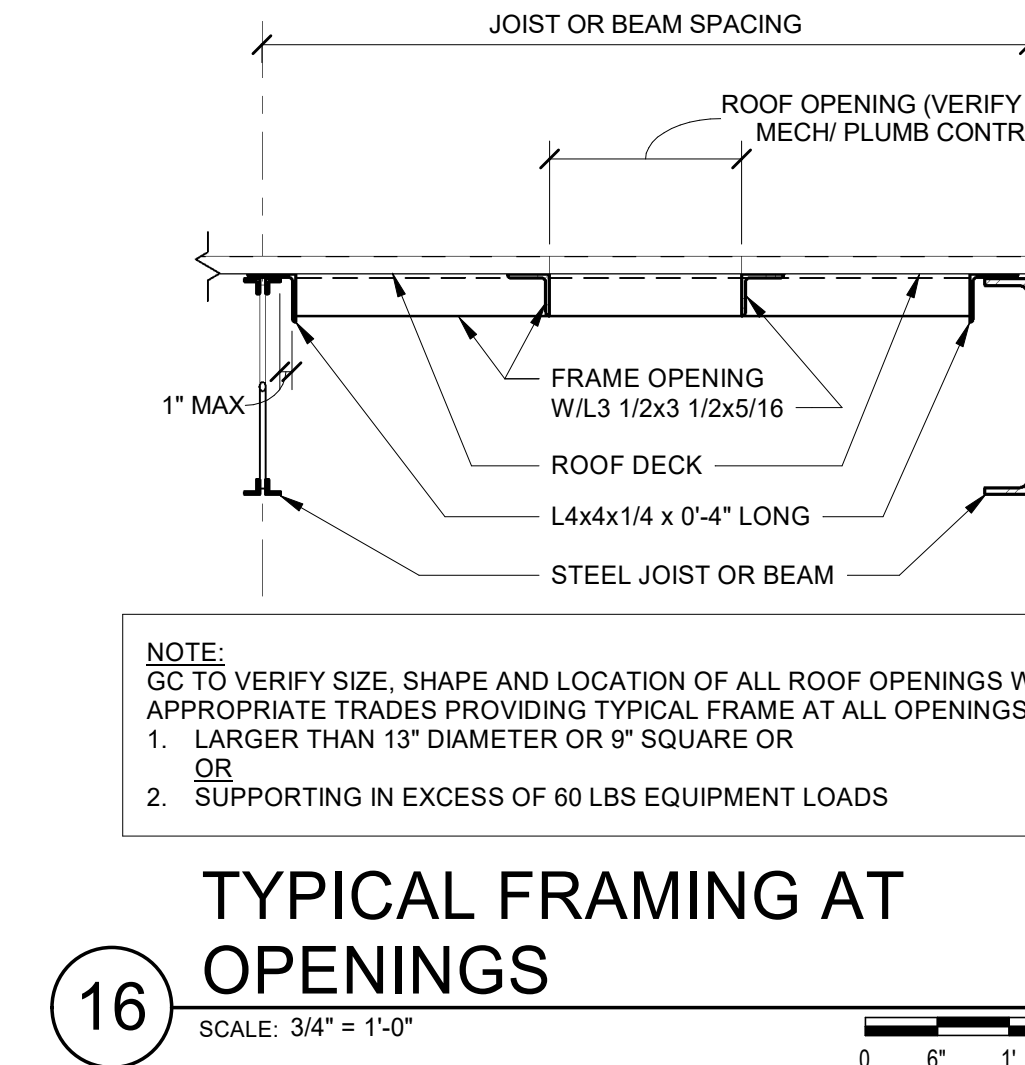 JOIST OR BEAM SPACING
ROOF OPENING (VERIFY
MECH/ PLUMB CONTR
1" MAX
FRAME OPENING
W/L3 1/2x3 1/2x5/16
ROOF DECK
L4x4x1/4 x 0'-4" LONG
STEEL JOIST OR BEAM
NOTE:
GC TO VERIFY SIZE, SHAPE AND LOCATION OF ALL ROOF OPENINGS W
APPROPRIATE TRADES PROVIDING TYPICAL FRAME AT ALL OPENINGS
1. LARGER THAN 13" DIAMETER OR 9" SQUARE OR
OR
2. SUPPORTING IN EXCESS OF 60 LBS EQUIPMENT LOADS
TYPICAL FRAMING AT
OPENINGS
16
SCALE: 3/4" = 1'-0"
0 6" 1'